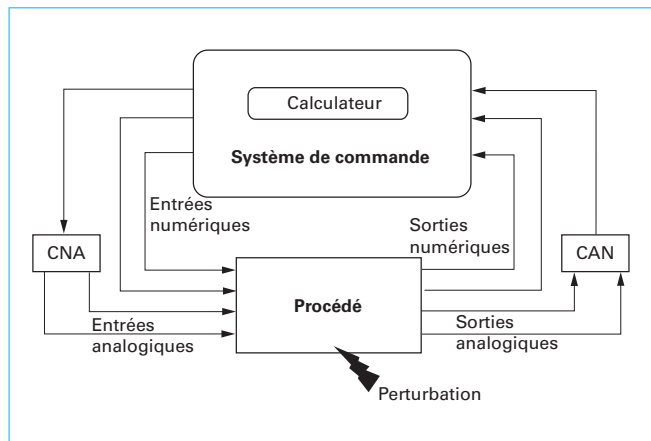 Calculateur
Système de commande
Entrées
numériques
Sorties
numériques
CNA
CAN
Procédé
Entrées
analogiques
Sorties
analogiques
Perturbation